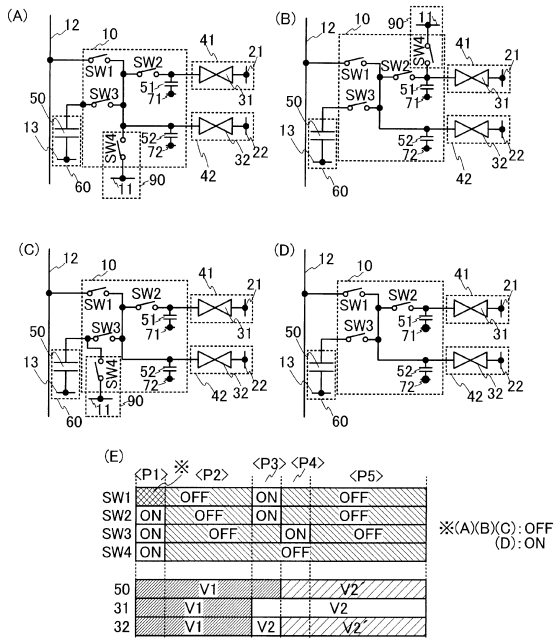 (A)
12
10
41
21
SW2
SW1
50
SW3
51
71
31
13
52
72
SW4
11
60
90
42
32
22
(B)
90
11
12
10
SW4
41
21
SW2
SW1
50
SW3
51
71
31
13
52
72
60
42
32
22
(C)
12
10
41
21
SW2
SW1
50
SW3
51
71
31
13
SW4
52
72
11
60
90
42
32
22
(D)
12
10
41
21
SW2
SW1
50
SW3
51
71
31
13
52
72
60
42
32
22
(E)
<P1> ※ <P2> <P3> <P4> <P5>
SW1 OFF ON OFF
SW2 ON OFF ON OFF
SW3 ON OFF ON OFF
SW4 ON OFF
※(A)(B)(C): OFF
(D): ON
50 V1 V2´
31 V1 V2
32 V1 V2 V2´